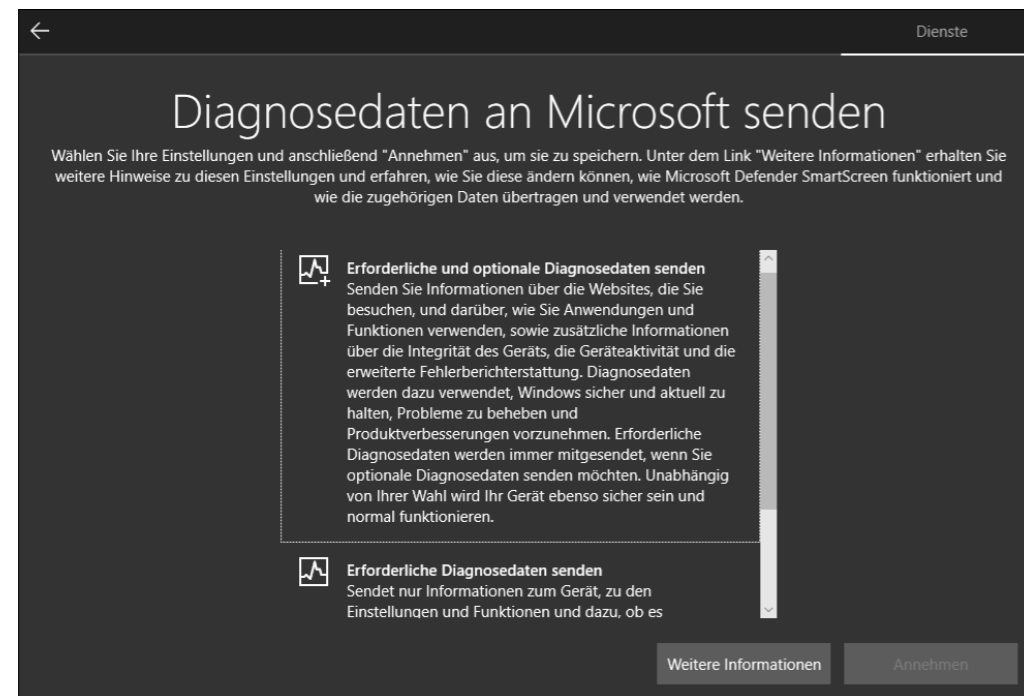 Dienste
Diagnosedaten an Microsoft senden
Wählen Sie Ihre Einstellungen und anschließend "Annehmen" aus, um sie zu speichern. Unter dem Link "Weitere Informationen" erhalten Sie
weitere Hinweise zu diesen Einstellungen und erfahren, wie Sie diese ändern können, wie Microsoft Defender SmartScreen funktioniert und
wie die zugehörigen Daten übertragen und verwendet werden.
Erforderliche und optionale Diagnosedaten senden
Senden Sie Informationen über die Websites, die Sie
besuchen, und darüber, wie Sie Anwendungen und
Funktionen verwenden, sowie zusätzliche Informationen
über die Integrität des Geräts, die Geräteaktivität und die
erweiterte Fehlerberichterstattung. Diagnosedaten
werden dazu verwendet, Windows sicher und aktuell zu
halten, Probleme zu beheben und
Produktverbesserungen vorzunehmen. Erforderliche
Diagnosedaten werden immer mitgesendet, wenn Sie
optionale Diagnosedaten senden möchten. Unabhängig
von Ihrer Wahl wird Ihr Gerät ebenso sicher sein und
normal funktionieren.
Erforderliche Diagnosedaten senden
Sendet nur Informationen zum Gerät, zu den
Einstellungen und Funktionen und dazu, ob es
Weitere Informationen
Annehmen